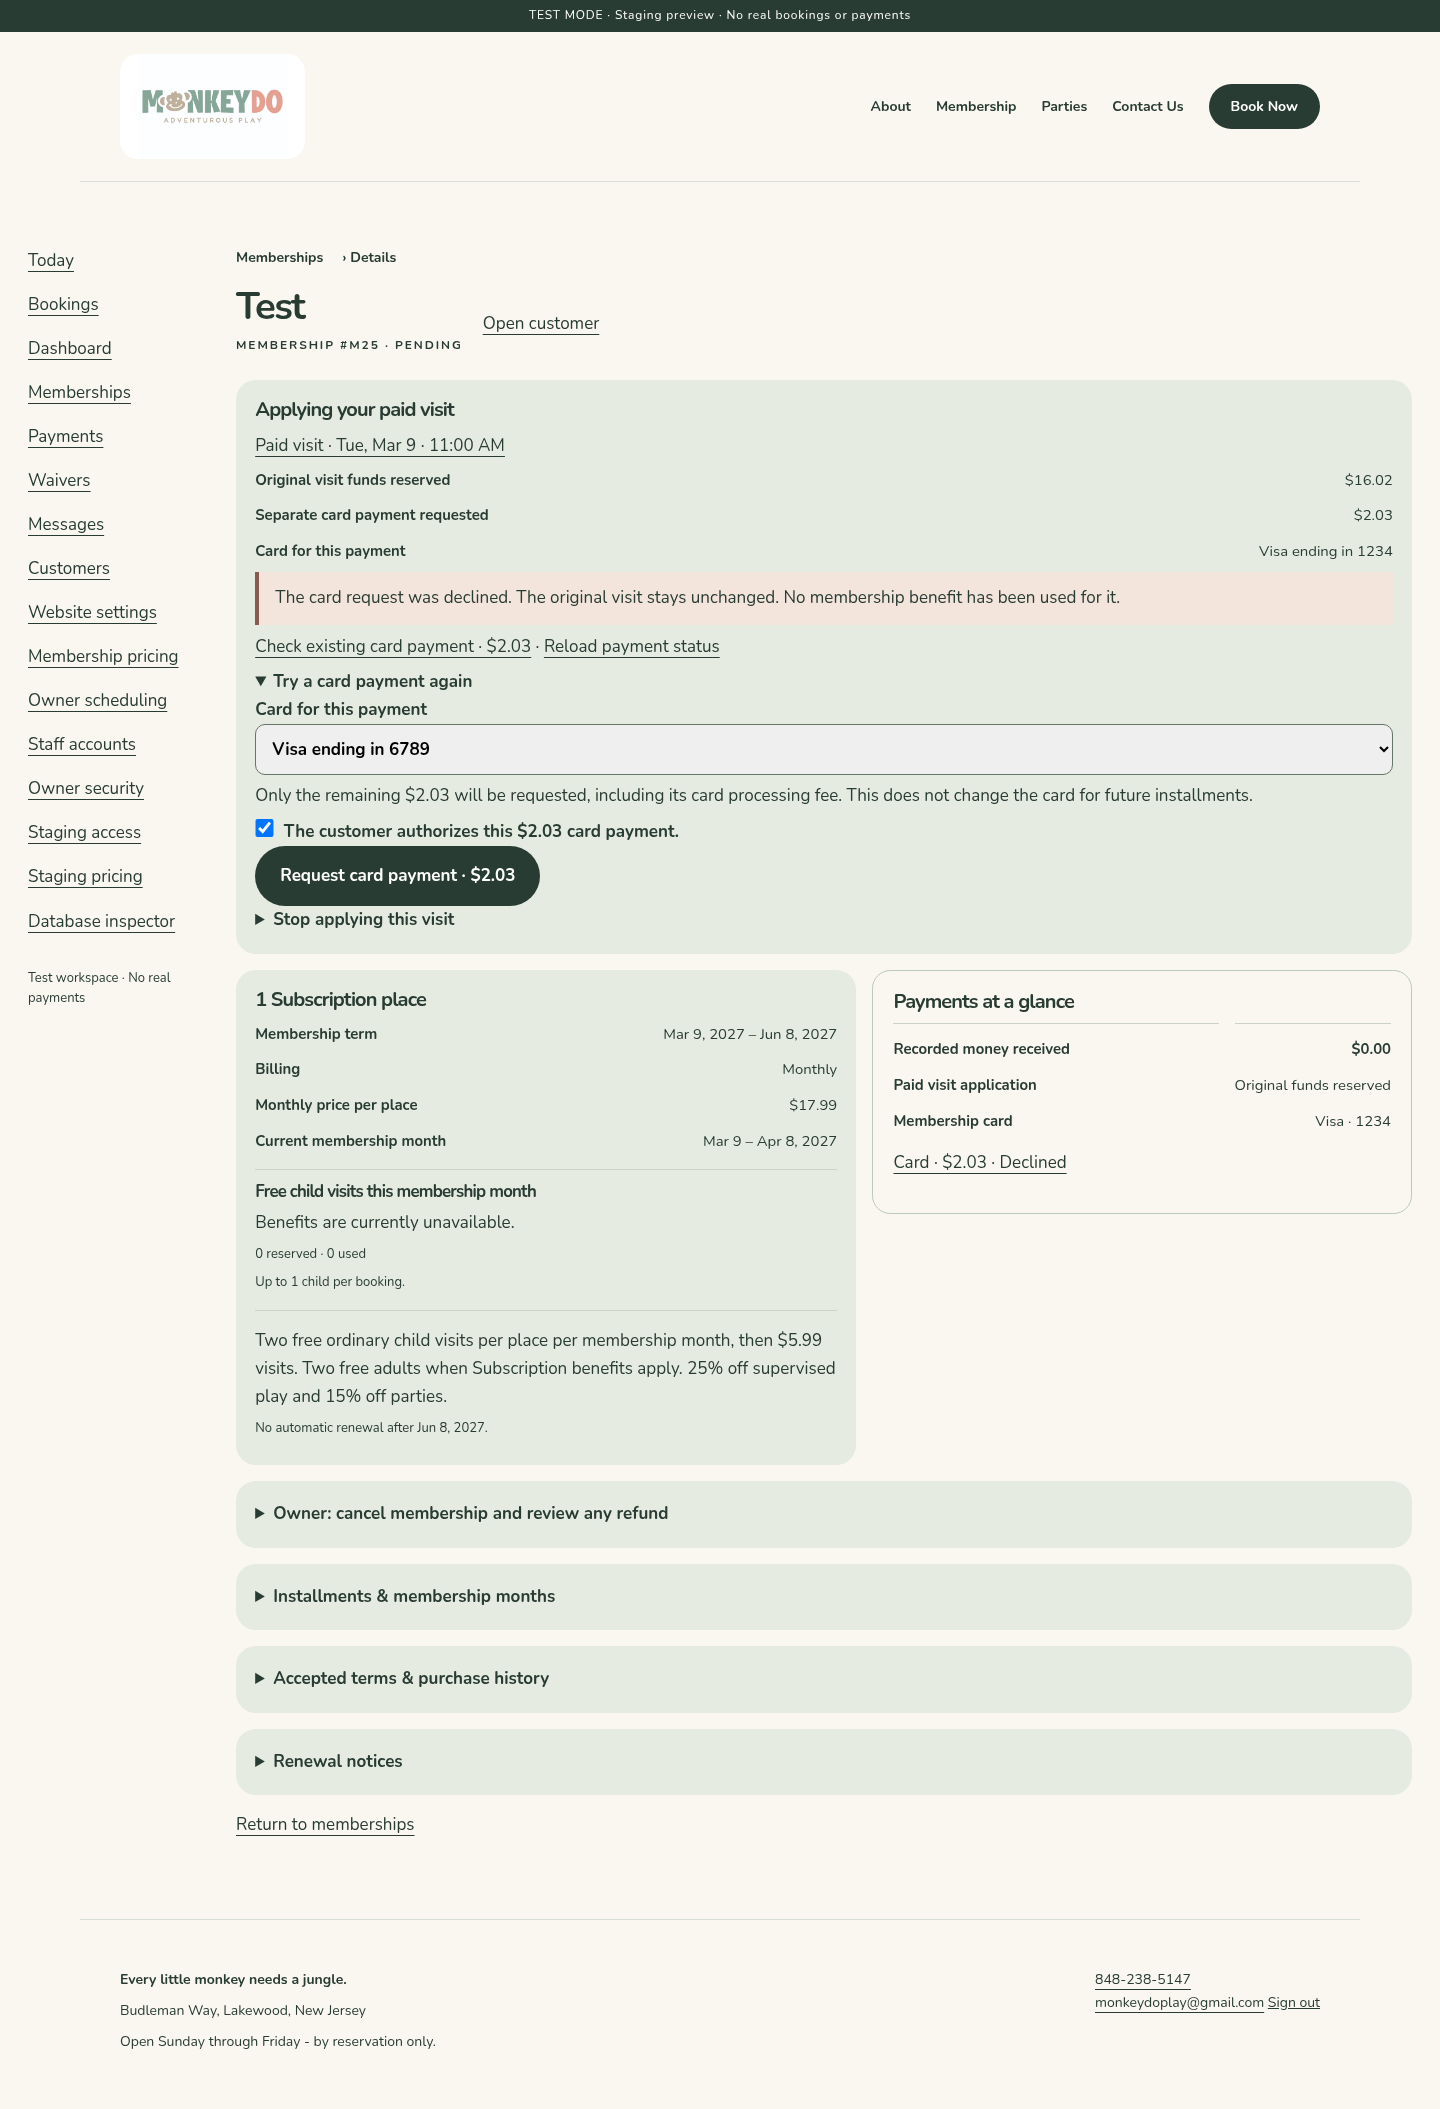 TEST MODE · Staging preview · No real bookings or payments
MONKEYDO
ADVENTUROUS PLAY
About
Membership
Parties
Contact Us
Book Now
Today
Bookings
Dashboard
Memberships
Payments
Waivers
Messages
Customers
Website settings
Membership pricing
Owner scheduling
Staff accounts
Owner security
Staging access
Staging pricing
Database inspector
Test workspace · No real
payments
Memberships › Details
Test
Open customer
MEMBERSHIP #M25 · PENDING
Applying your paid visit
Paid visit · Tue, Mar 9 · 11:00 AM
Original visit funds reserved $16.02
Separate card payment requested $2.03
Card for this payment Visa ending in 1234
The card request was declined. The original visit stays unchanged. No membership benefit has been used for it.
Check existing card payment · $2.03 · Reload payment status
▼ Try a card payment again
Card for this payment
Visa ending in 6789
Only the remaining $2.03 will be requested, including its card processing fee. This does not change the card for future installments.
The customer authorizes this $2.03 card payment.
Request card payment · $2.03
▶ Stop applying this visit
1 Subscription place
Membership term Mar 9, 2027 – Jun 8, 2027
Billing Monthly
Monthly price per place $17.99
Current membership month Mar 9 – Apr 8, 2027
Free child visits this membership month
Benefits are currently unavailable.
0 reserved · 0 used
Up to 1 child per booking.
Two free ordinary child visits per place per membership month, then $5.99
visits. Two free adults when Subscription benefits apply. 25% off supervised
play and 15% off parties.
No automatic renewal after Jun 8, 2027.
Payments at a glance
Recorded money received $0.00
Paid visit application Original funds reserved
Membership card Visa · 1234
Card · $2.03 · Declined
▶ Owner: cancel membership and review any refund
▶ Installments & membership months
▶ Accepted terms & purchase history
▶ Renewal notices
Return to memberships
Every little monkey needs a jungle.
Budleman Way, Lakewood, New Jersey
Open Sunday through Friday - by reservation only.
848-238-5147
monkeydoplay@gmail.com Sign out